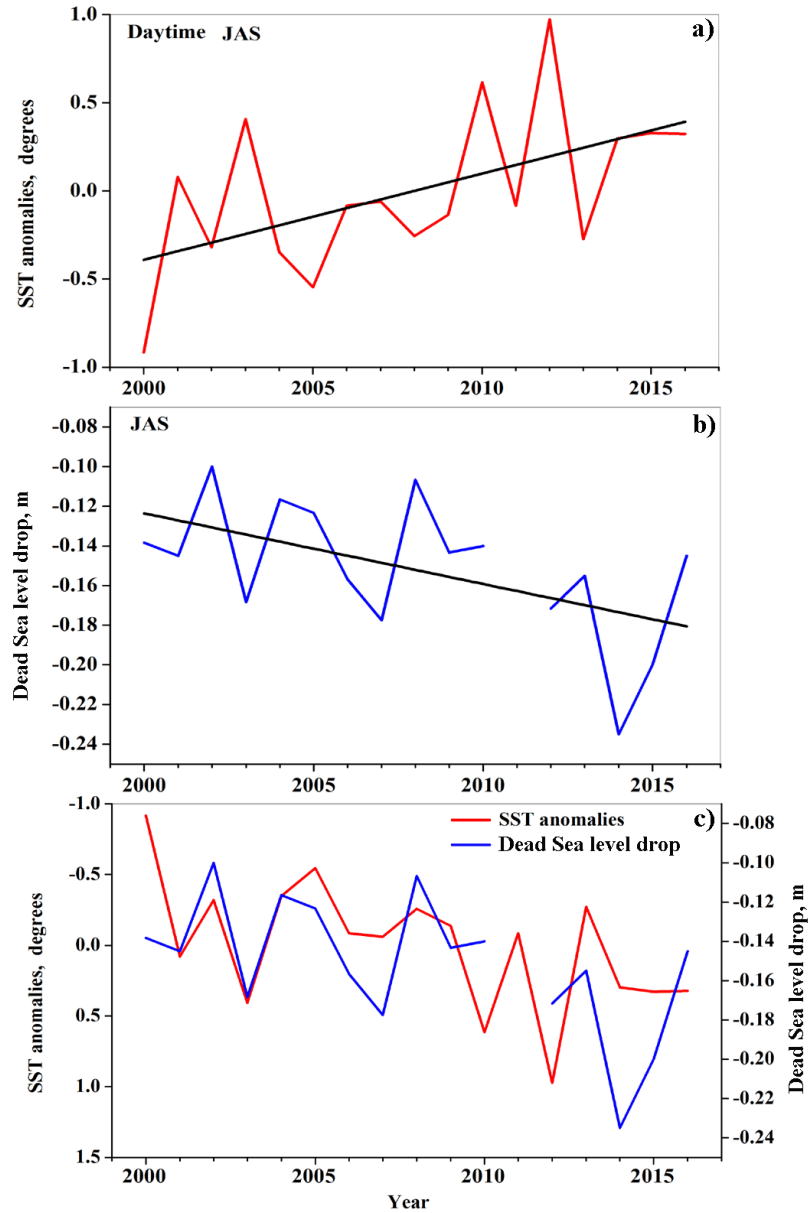 Daytime JAS
a)
SST anomalies, degrees
1.0
0.5
0.0
-0.5
-1.0
2000 2005 2010 2015
JAS
b)
Dead Sea level drop, m
-0.08
-0.10
-0.12
-0.14
-0.16
-0.18
-0.20
-0.22
-0.24
2000 2005 2010 2015
c)
SST anomalies
Dead Sea level drop
SST anomalies, degrees
-1.0
-0.5
0.0
0.5
1.0
1.5
-0.08
-0.10
-0.12
-0.14
-0.16
-0.18
-0.20
-0.22
-0.24
Dead Sea level drop, m
2000 2005 2010 2015
Year